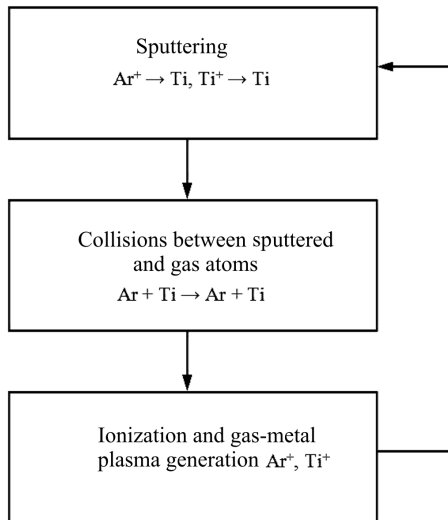 Sputtering
Ar⁺ → Ti, Ti⁺ → Ti
Collisions between sputtered
and gas atoms
Ar + Ti → Ar + Ti
Ionization and gas-metal
plasma generation Ar⁺, Ti⁺